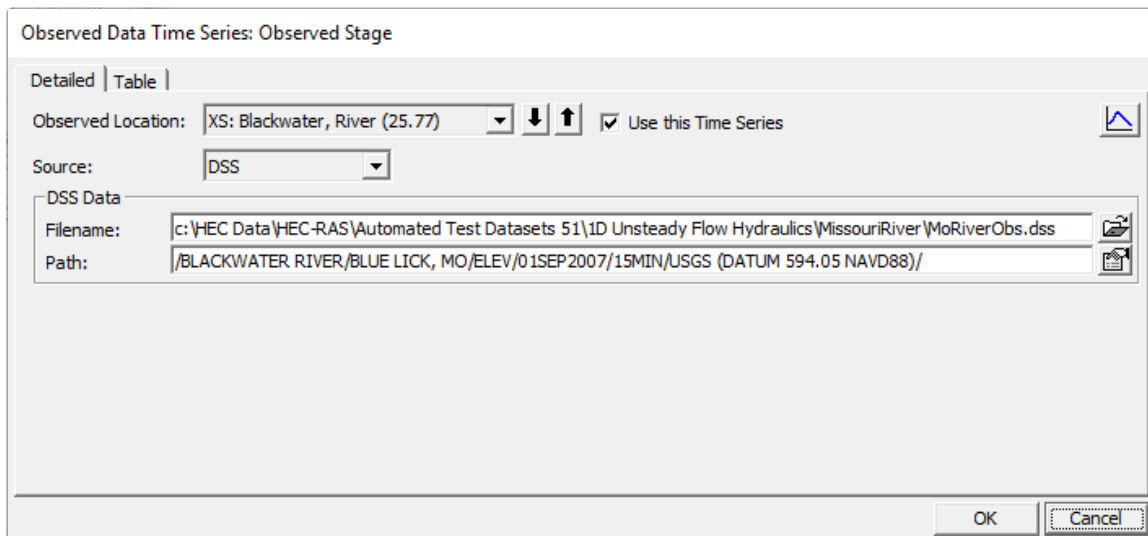 Observed Data Time Series: Observed Stage
Detailed Table
Observed Location: XS: Blackwater, River (25.77) Use this Time Series
Source: DSS
DSS Data
Filename: c:\HEC Data\HEC-RAS\Automated Test Datasets 51\1D Unsteady Flow Hydraulics\MissouriRiver\MoRiverObs.dss
Path: /BLACKWATER RIVER/BLUE LICK, MO/ELEV/01SEP2007/15MIN/USGS (DATUM 594.05 NAVD88)/
OK Cancel